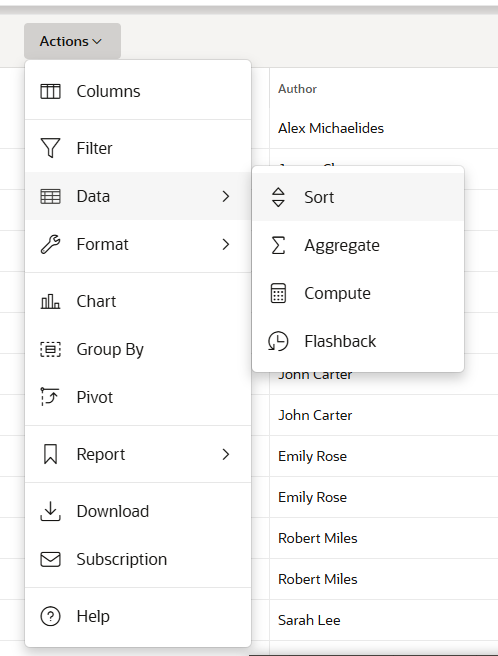 Actions
Columns
Filter
Data
Format
Chart
Group By
Pivot
Report
Download
Subscription
Help
Sort
Aggregate
Compute
Flashback
Author
Alex Michaelides
John Carter
John Carter
Emily Rose
Emily Rose
Robert Miles
Robert Miles
Sarah Lee